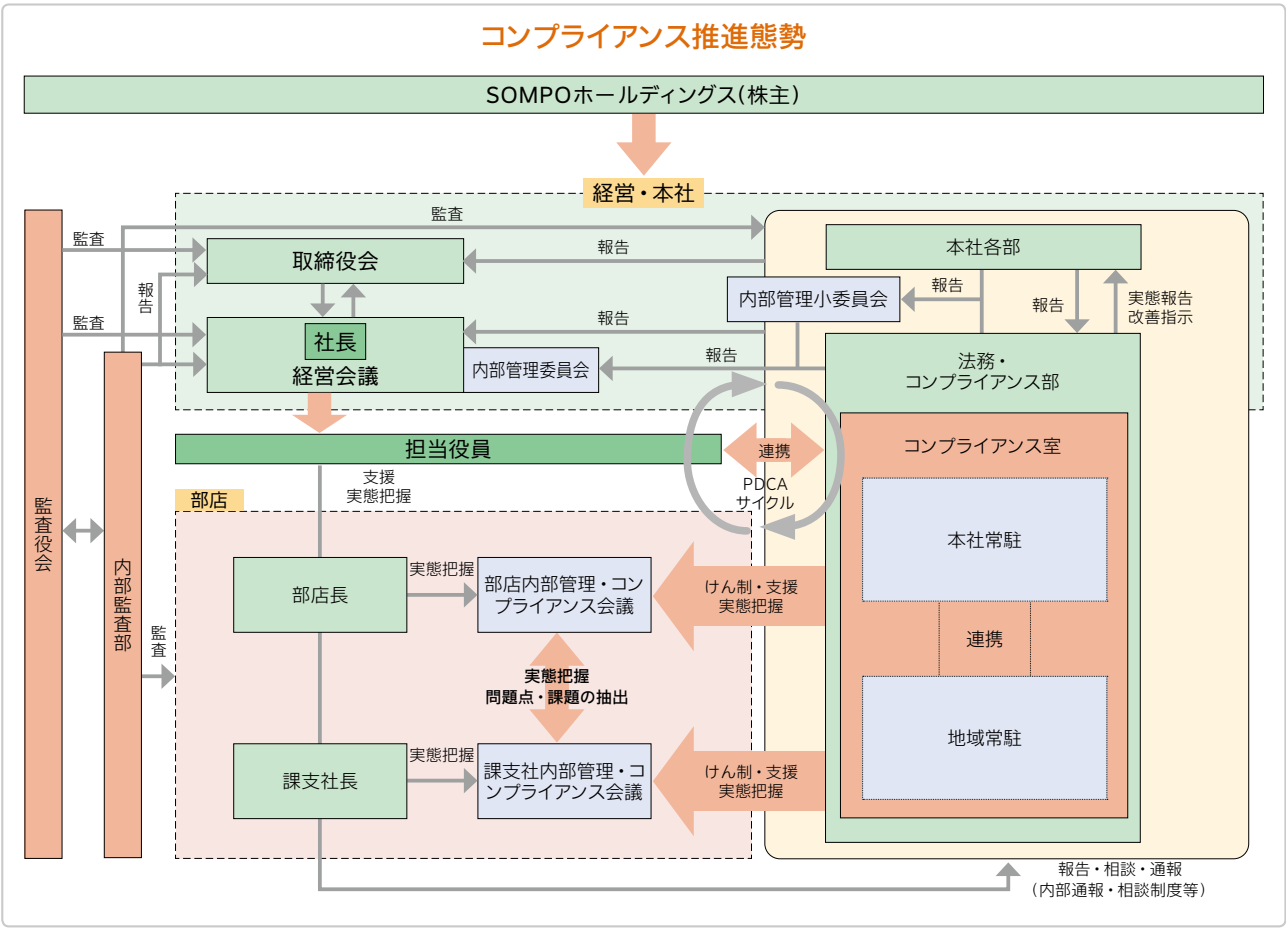 コンプライアンス推進態勢
SOMPOホールディングス(株主)
経営・本社
監査
監査
取締役会
報告
本社各部
報告
内部管理小委員会
報告
報告
実態報告
改善指示
監査
社長
経営会議
報告
内部管理委員会
報告
法務・
コンプライアンス部
担当役員
連携
コンプライアンス室
支援
実態把握
PDCA
サイクル
部店
監査役会
内部監査部
監査
部店長
実態把握
部店内部管理・コン
プライアンス会議
けん制・支援
実態把握
本社常駐
連携
実態把握
問題点・課題の抽出
地域常駐
課支社長
実態把握
課支社内部管理・コ
ンプライアンス会議
けん制・支援
実態把握
報告・相談・通報
(内部通報・相談制度等)